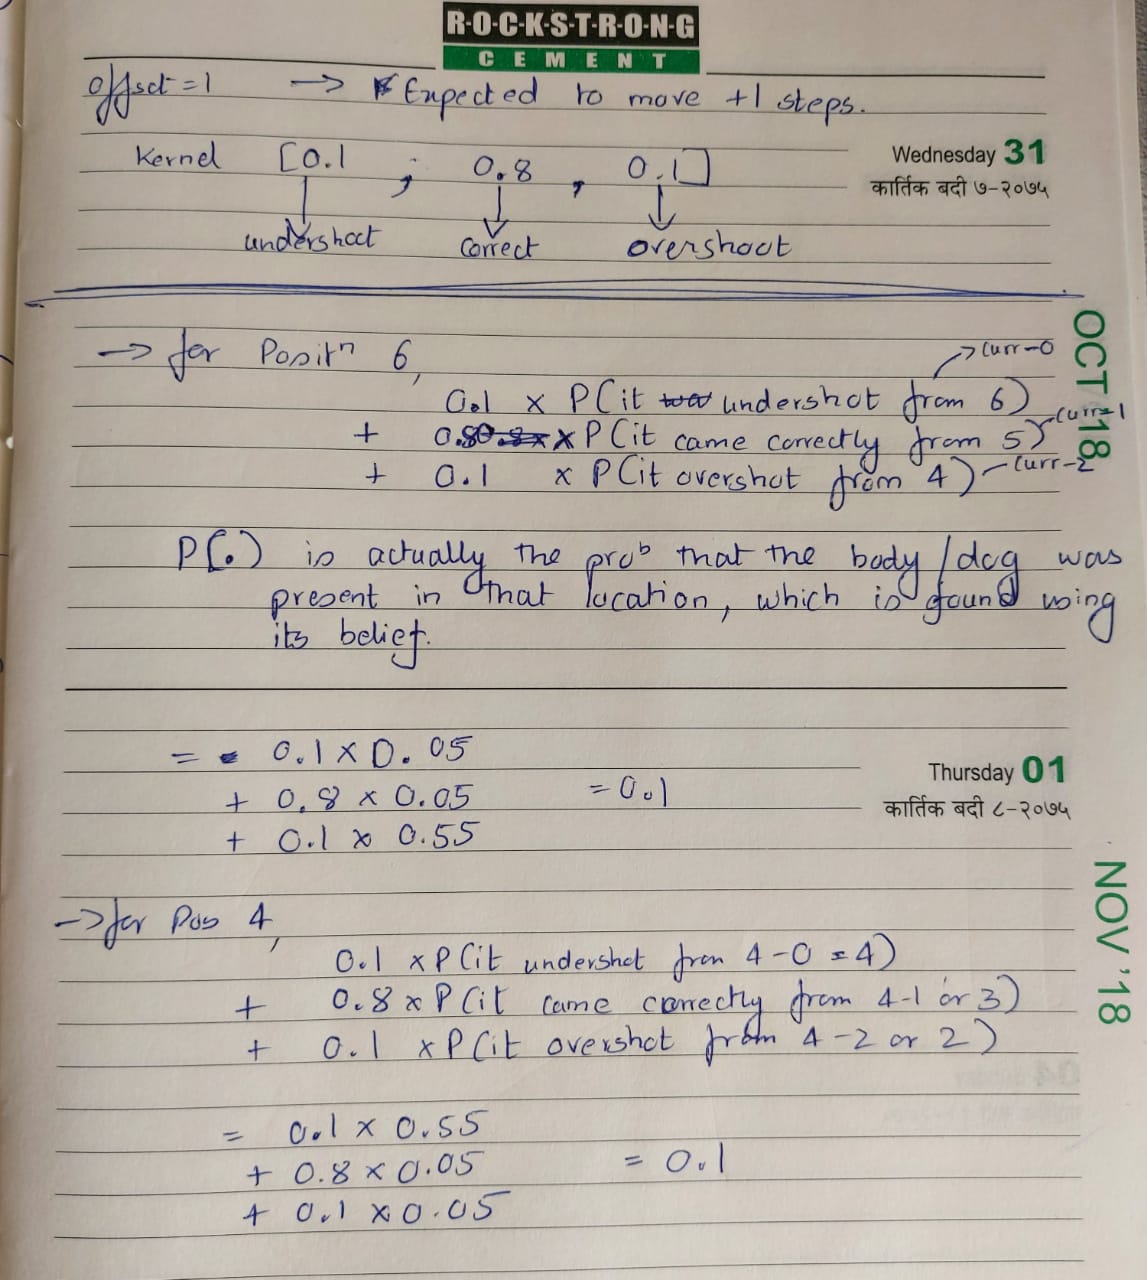 R·O·C·K·S·T·R·O·N·G
CEMENT
offset = 1 → Expected to move +1 steps.
Wednesday 31
कार्तिक बदी ७-२०७५
Kernel [0.1 , 0.8 , 0.1]
undershoot correct overshoot
OCT '18
→ for Positⁿ 6,
→ curr-0
0.1 x P(it undershot from 6)
+ 0.8 x P(it came correctly from 5) curr-1
+ 0.1 x P(it overshot from 4) curr-2
P(.) is actually the probᵇ that the body/dog was
present in that location, which is found using
its belief.
= 0.1 x 0.05
+ 0.8 x 0.05 = 0.1
+ 0.1 x 0.55
Thursday 01
कार्तिक बदी ८-२०७५
NOV '18
→ for Pos 4,
0.1 x P(it undershot from 4-0 = 4)
+ 0.8 x P(it came correctly from 4-1 or 3)
+ 0.1 x P(it overshot from 4-2 or 2)
= 0.1 x 0.55
+ 0.8 x 0.05 = 0.1
+ 0.1 x 0.05